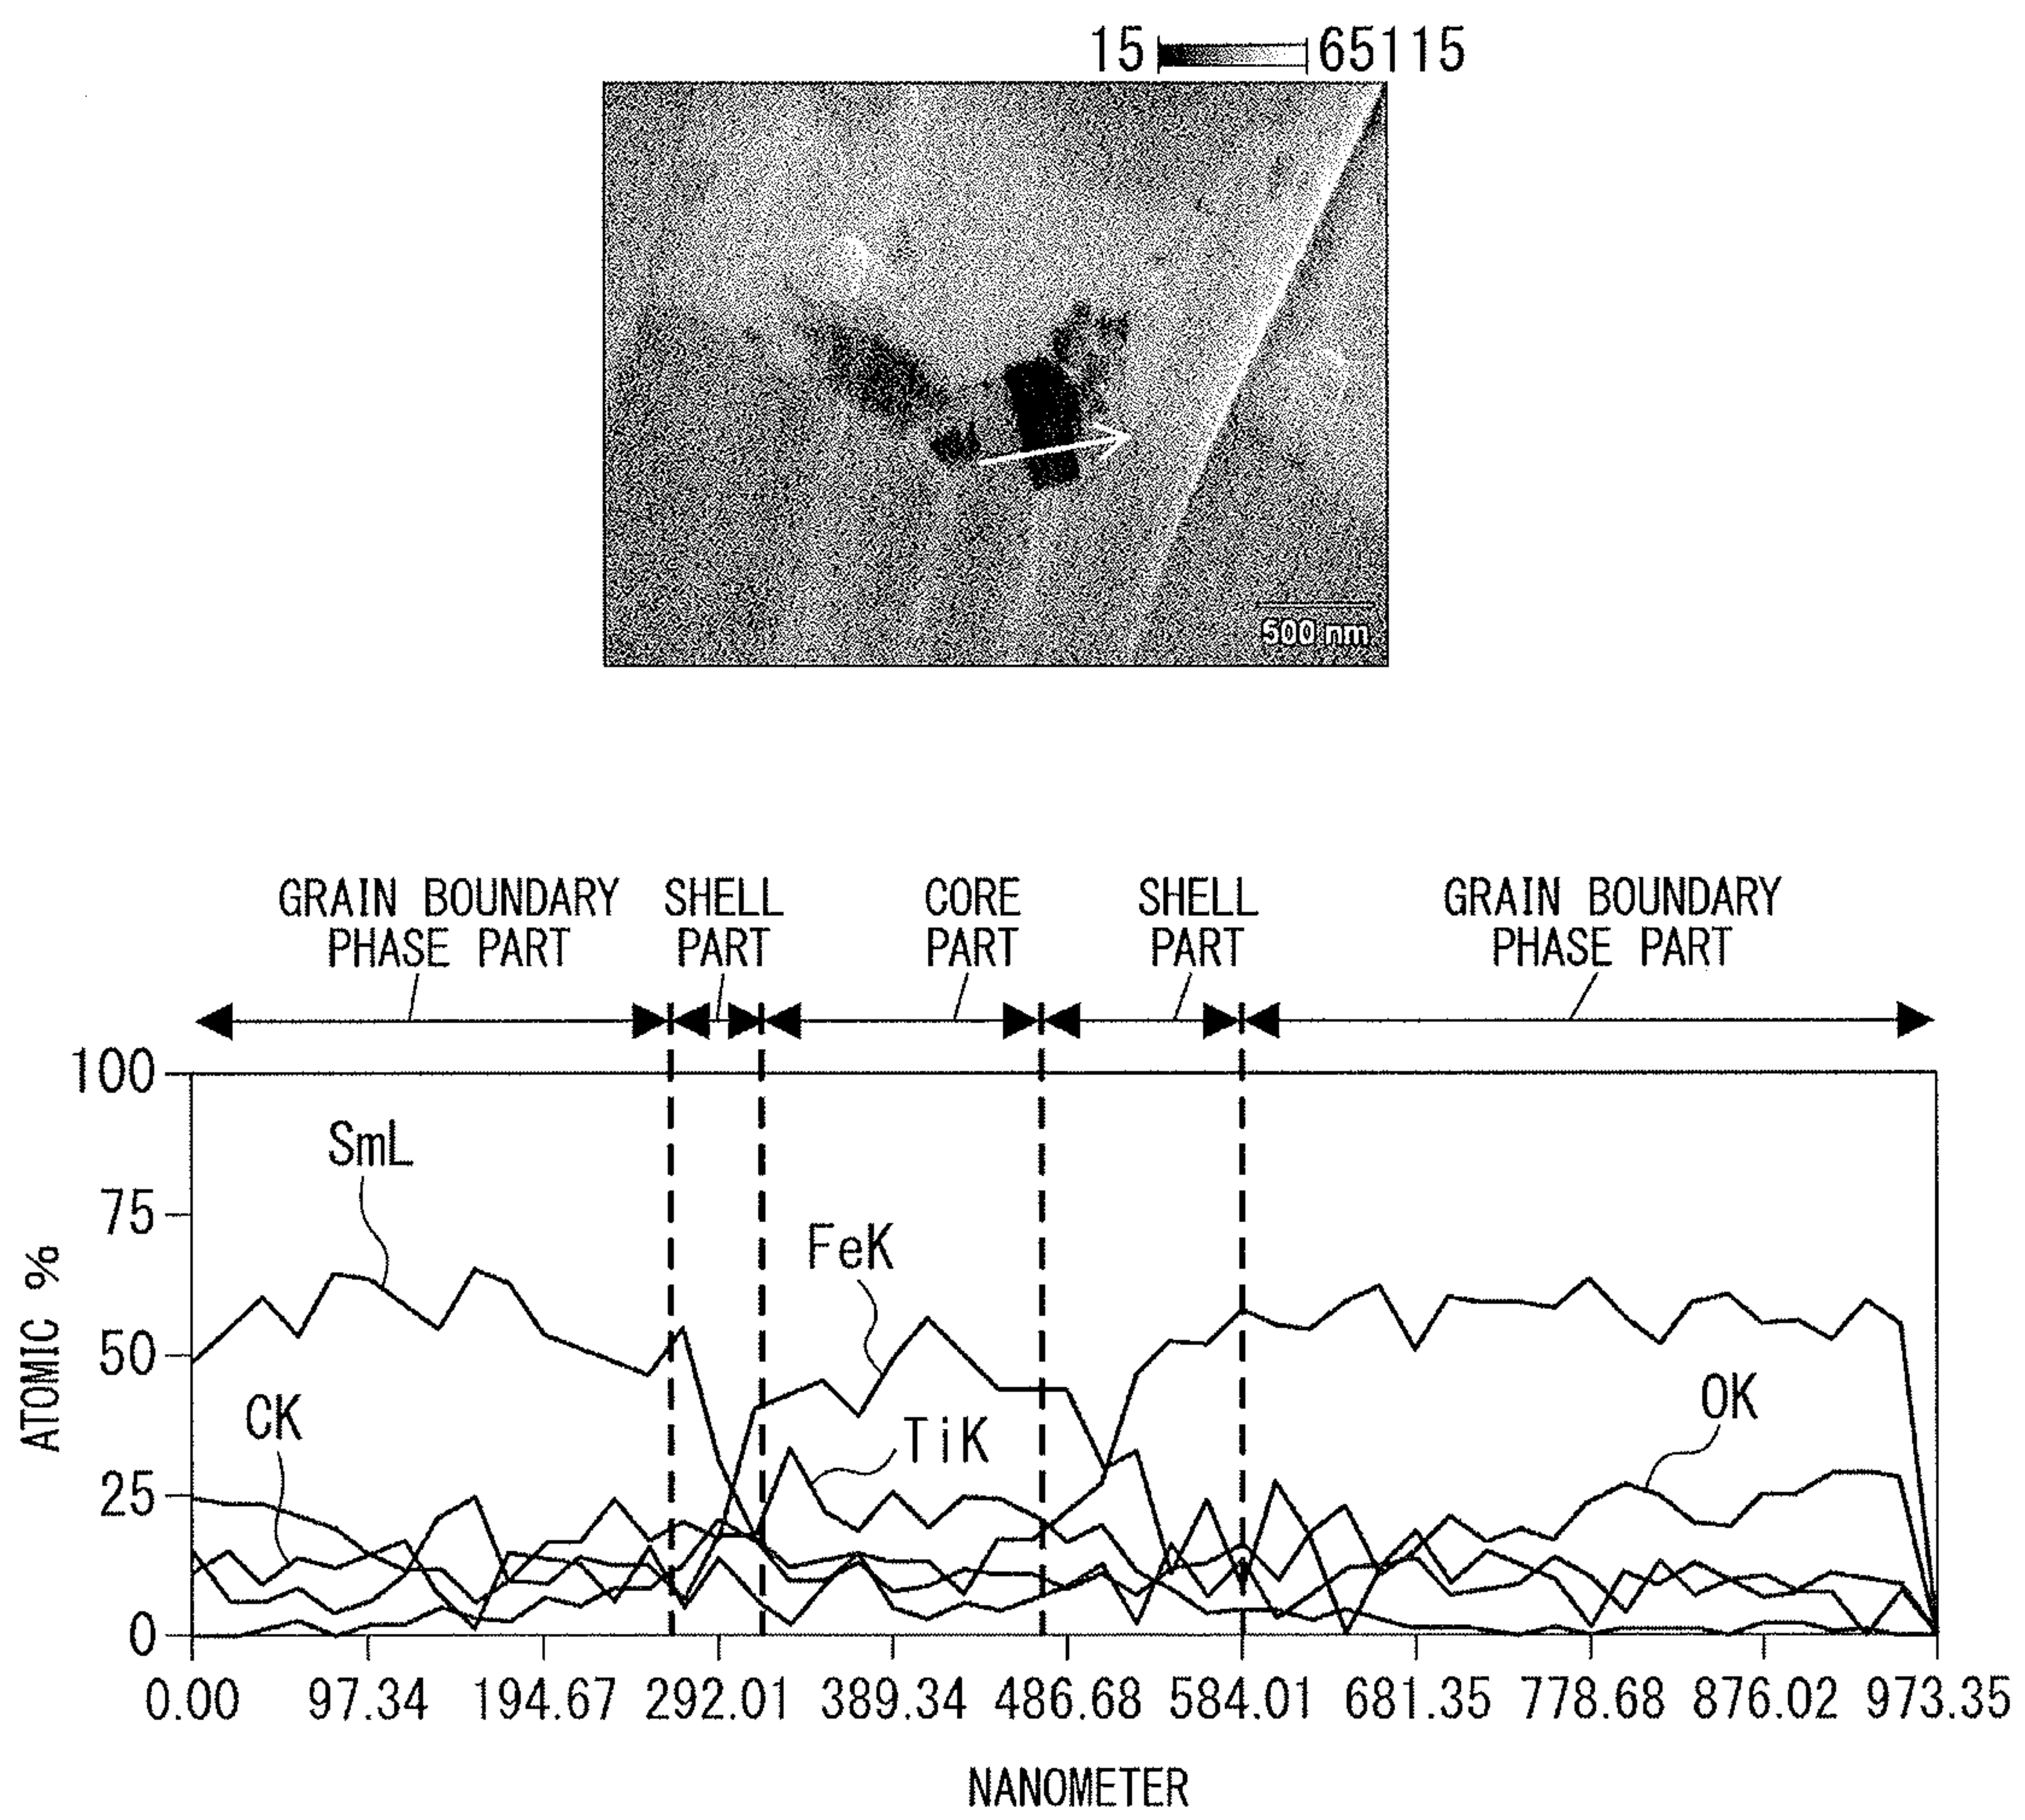 15 65115
500 nm
GRAIN BOUNDARY SHELL CORE SHELL GRAIN BOUNDARY
PHASE PART PART PART PART PHASE PART
100
SmL
75
FeK
50
CK
TiK
OK
25
0
ATOMIC %
0.00 97.34 194.67 292.01 389.34 486.68 584.01 681.35 778.68 876.02 973.35
NANOMETER